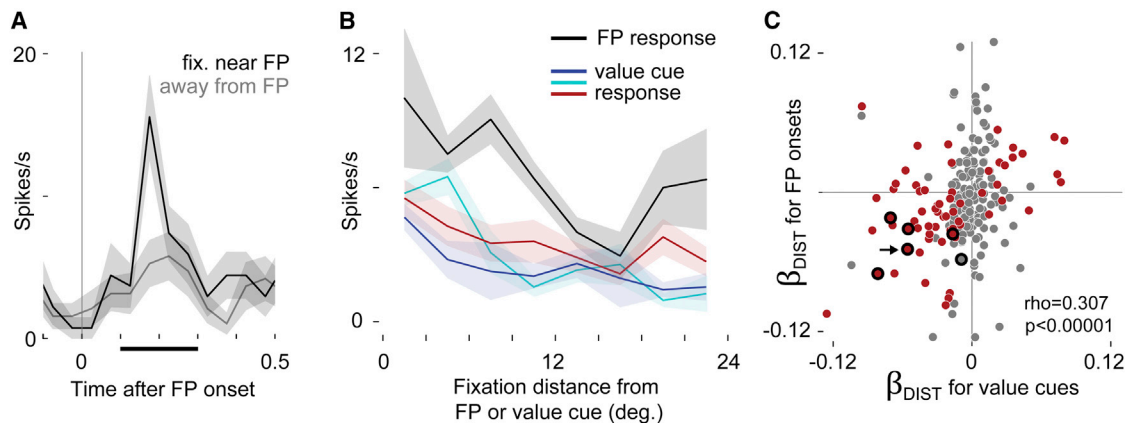 A
20
fix. near FP
away from FP
Spikes/s
0
0
0.5
Time after FP onset
B
12
FP response
value cue
response
Spikes/s
0
0
12
24
Fixation distance from
FP or value cue (deg.)
C
0.12
βDIST for FP onsets
rho=0.307
p<0.00001
-0.12
-0.12
0
0.12
βDIST for value cues